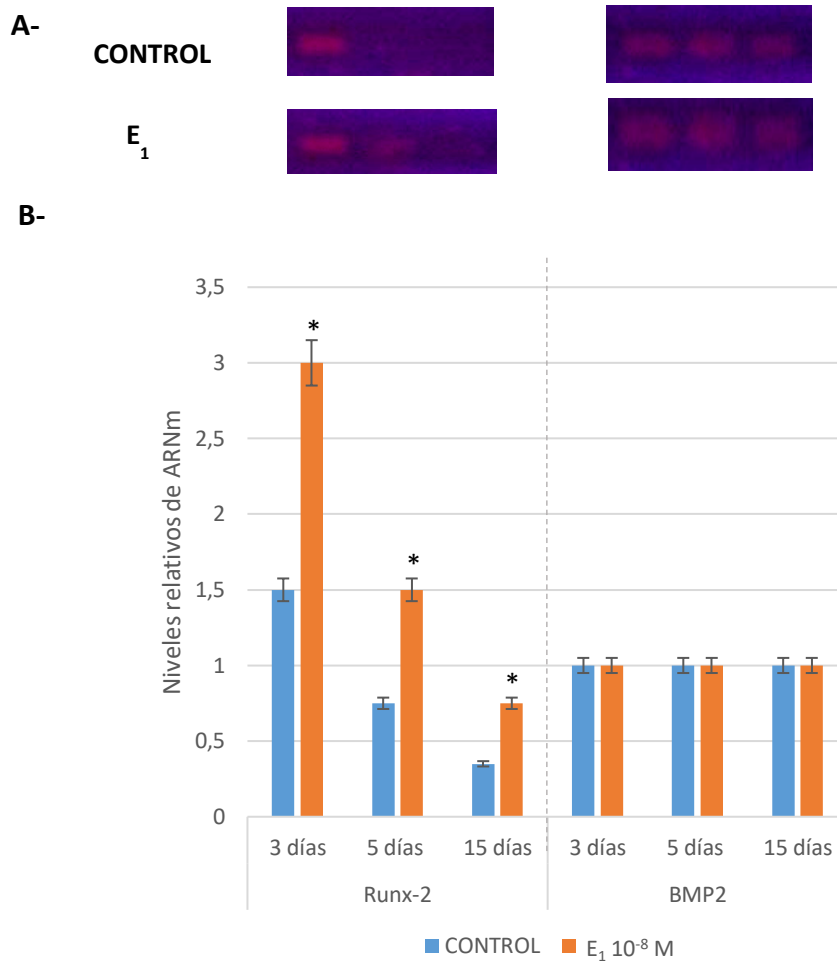 A-
CONTROL
E₁
B-
Niveles relativos de ARNm
3,5
3
2,5
2
1,5
1
0,5
0
* * *
3 días 5 días 15 días 3 días 5 días 15 días
Runx-2 BMP2
CONTROL E₁ 10⁻⁸ M